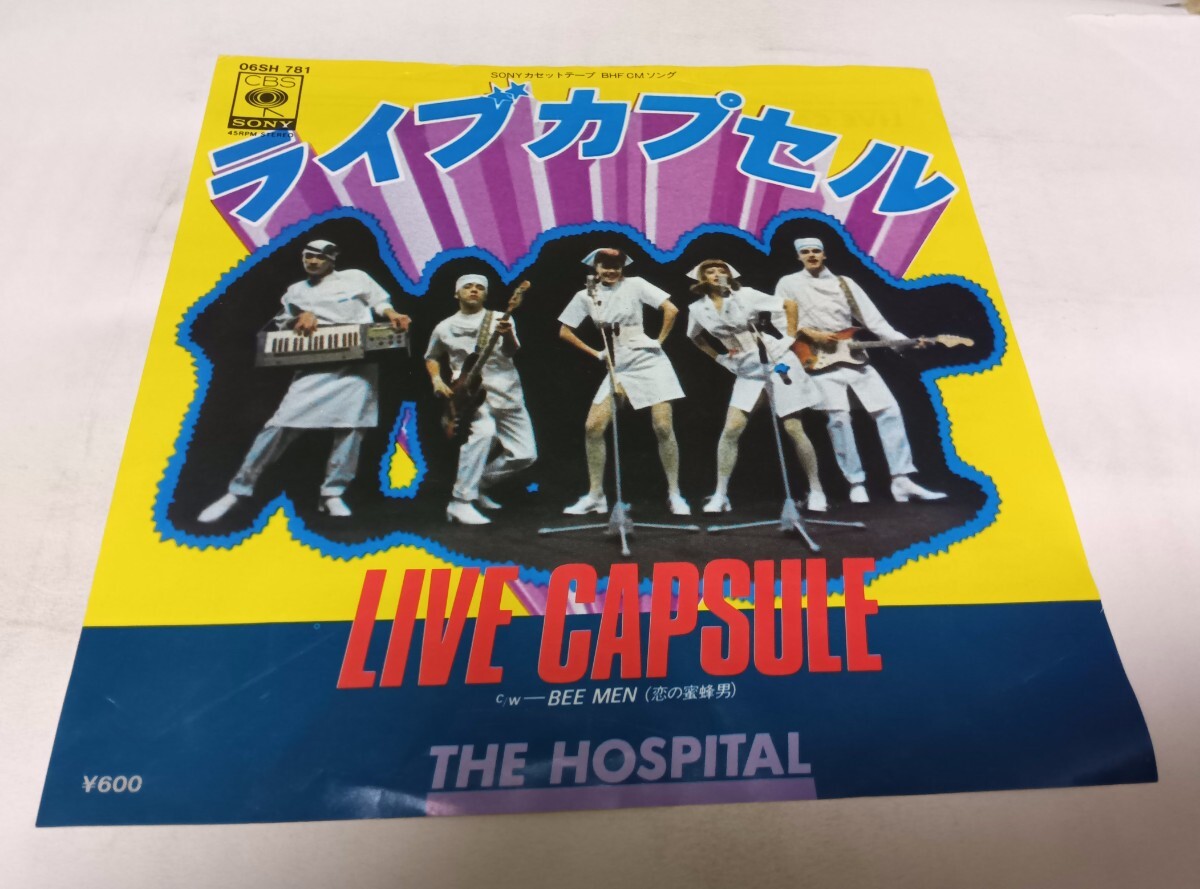 06SH 781
CBS
SONY
45RPM STEREO
SONYカセットテープ BHF CMソング
ライブカプセル
LIVE CAPSULE
c/w—BEE MEN (恋の蜜蜂男)
THE HOSPITAL
¥600